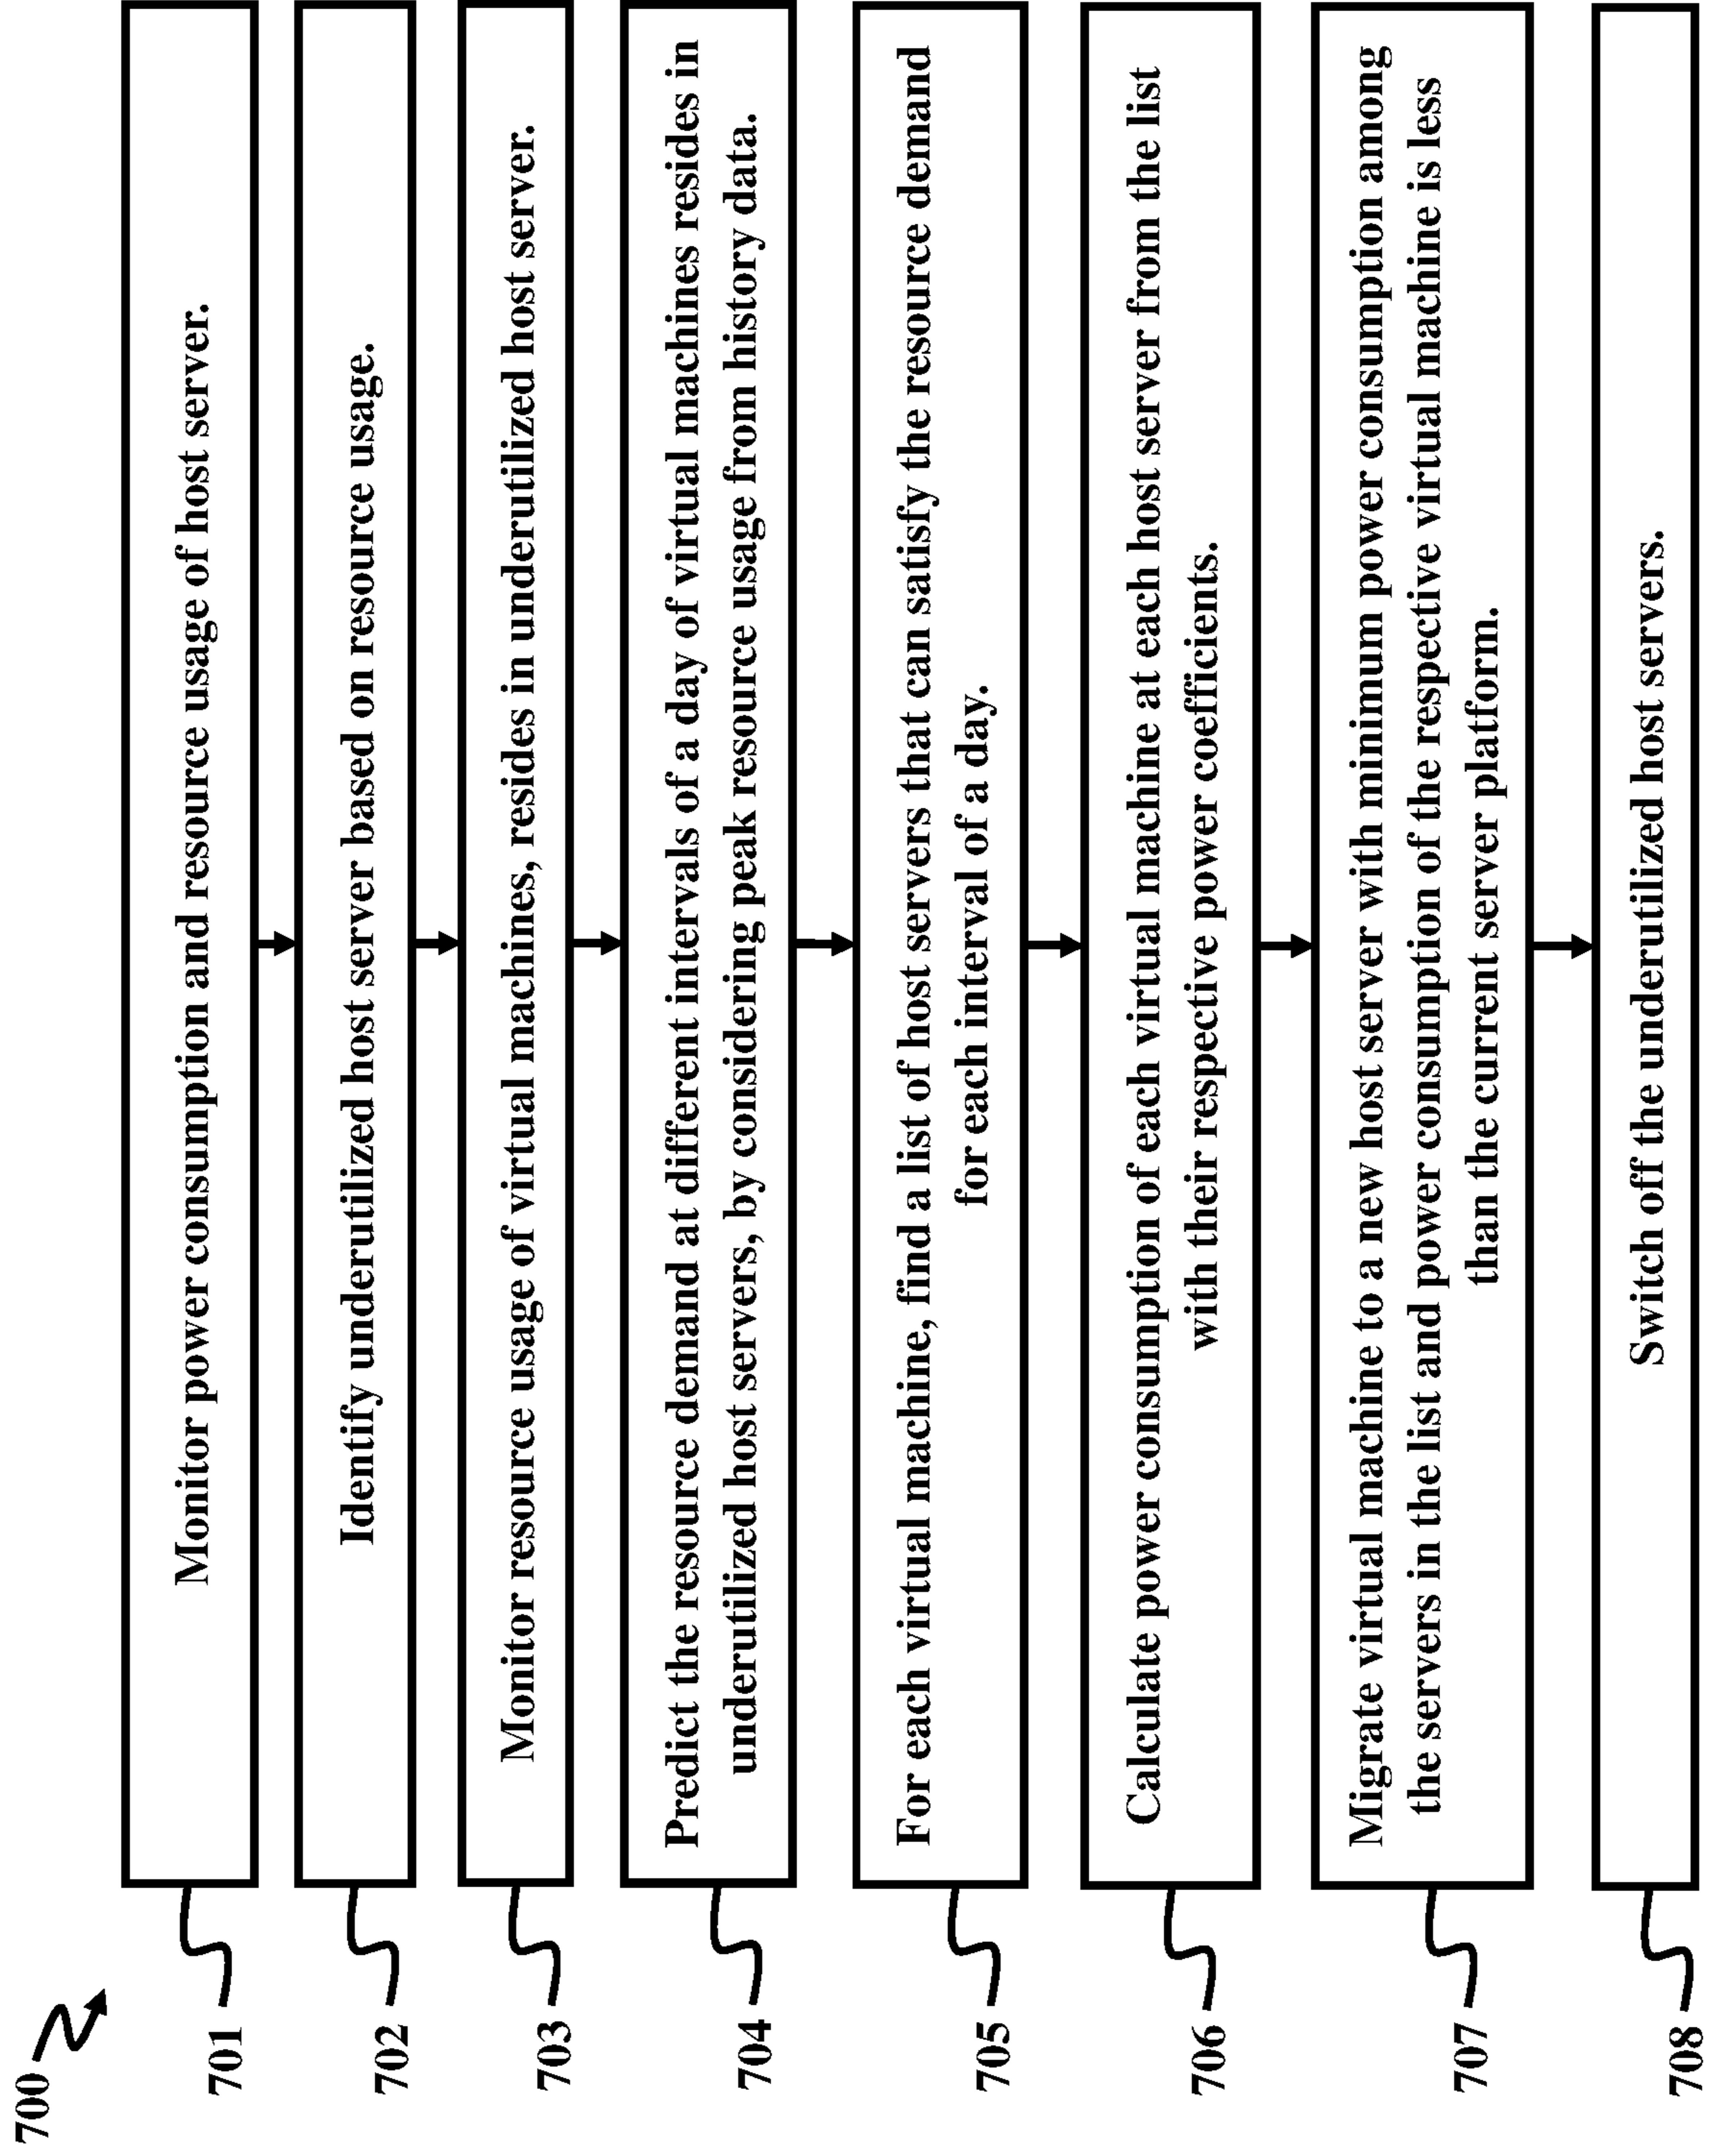 700
701
Monitor power consumption and resource usage of host server.
702
Identify underutilized host server based on resource usage.
703
Monitor resource usage of virtual machines, resides in underutilized host server.
704
Predict the resource demand at different intervals of a day of virtual machines resides in
underutilized host servers, by considering peak resource usage from history data.
705
For each virtual machine, find a list of host servers that can satisfy the resource demand
for each interval of a day.
706
Calculate power consumption of each virtual machine at each host server from the list
with their respective power coefficients.
707
Migrate virtual machine to a new host server with minimum power consumption among
the servers in the list and power consumption of the respective virtual machine is less
than the current server platform.
708
Switch off the underutilized host servers.